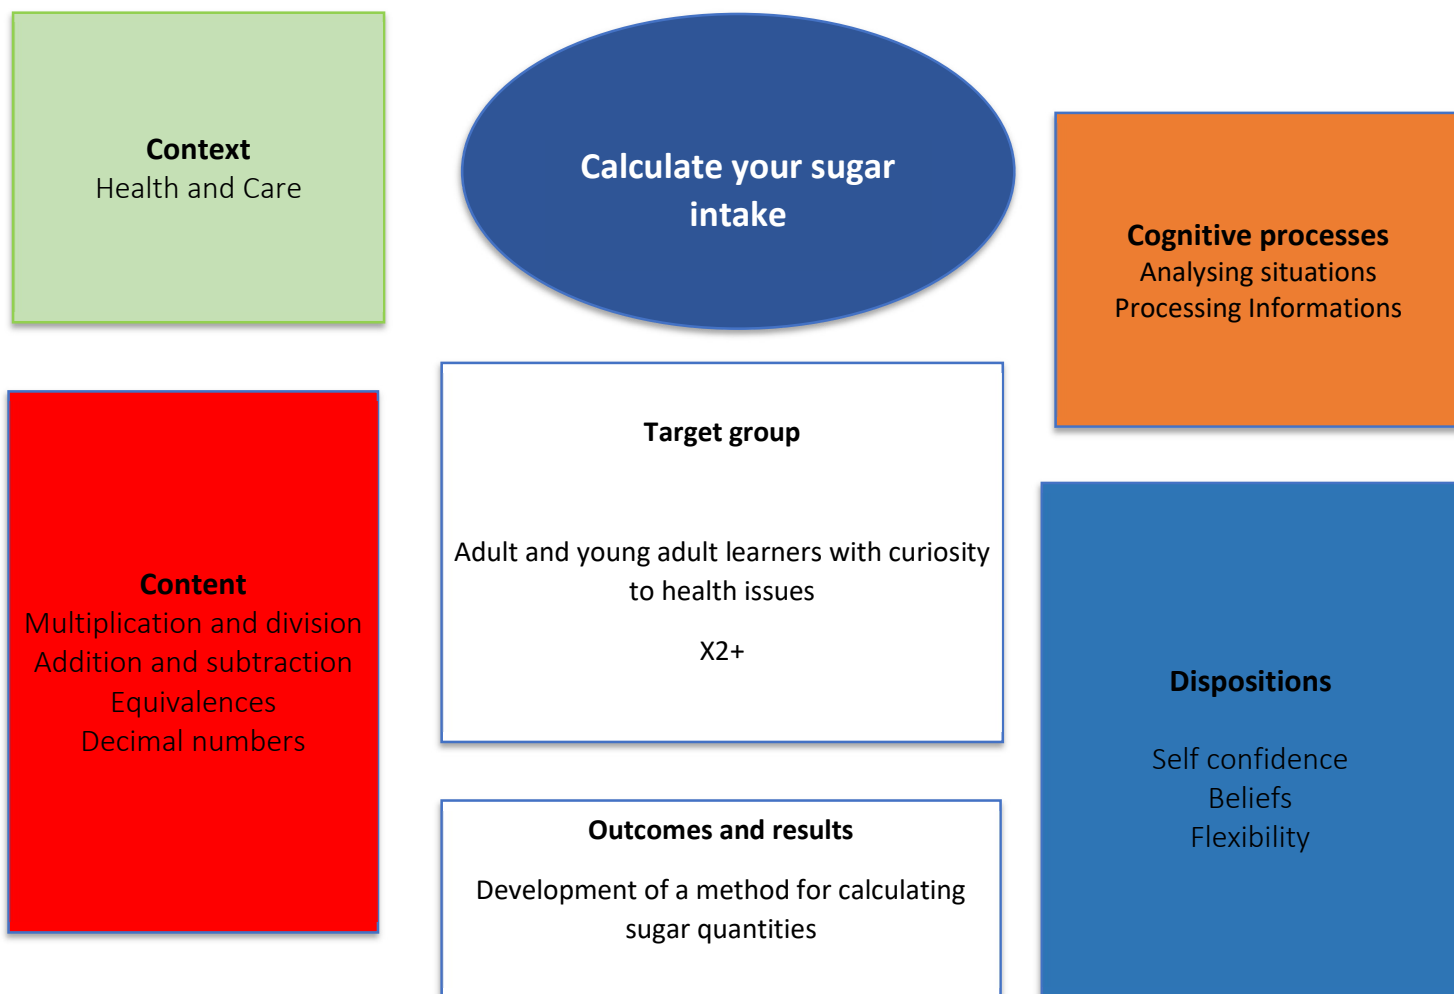 Context
Health and Care
Calculate your sugar
intake
Cognitive processes
Analysing situations
Processing Informations
Content
Multiplication and division
Addition and subtraction
Equivalences
Decimal numbers
Target group
Adult and young adult learners with curiosity
to health issues
X2+
Dispositions
Self confidence
Beliefs
Flexibility
Outcomes and results
Development of a method for calculating
sugar quantities